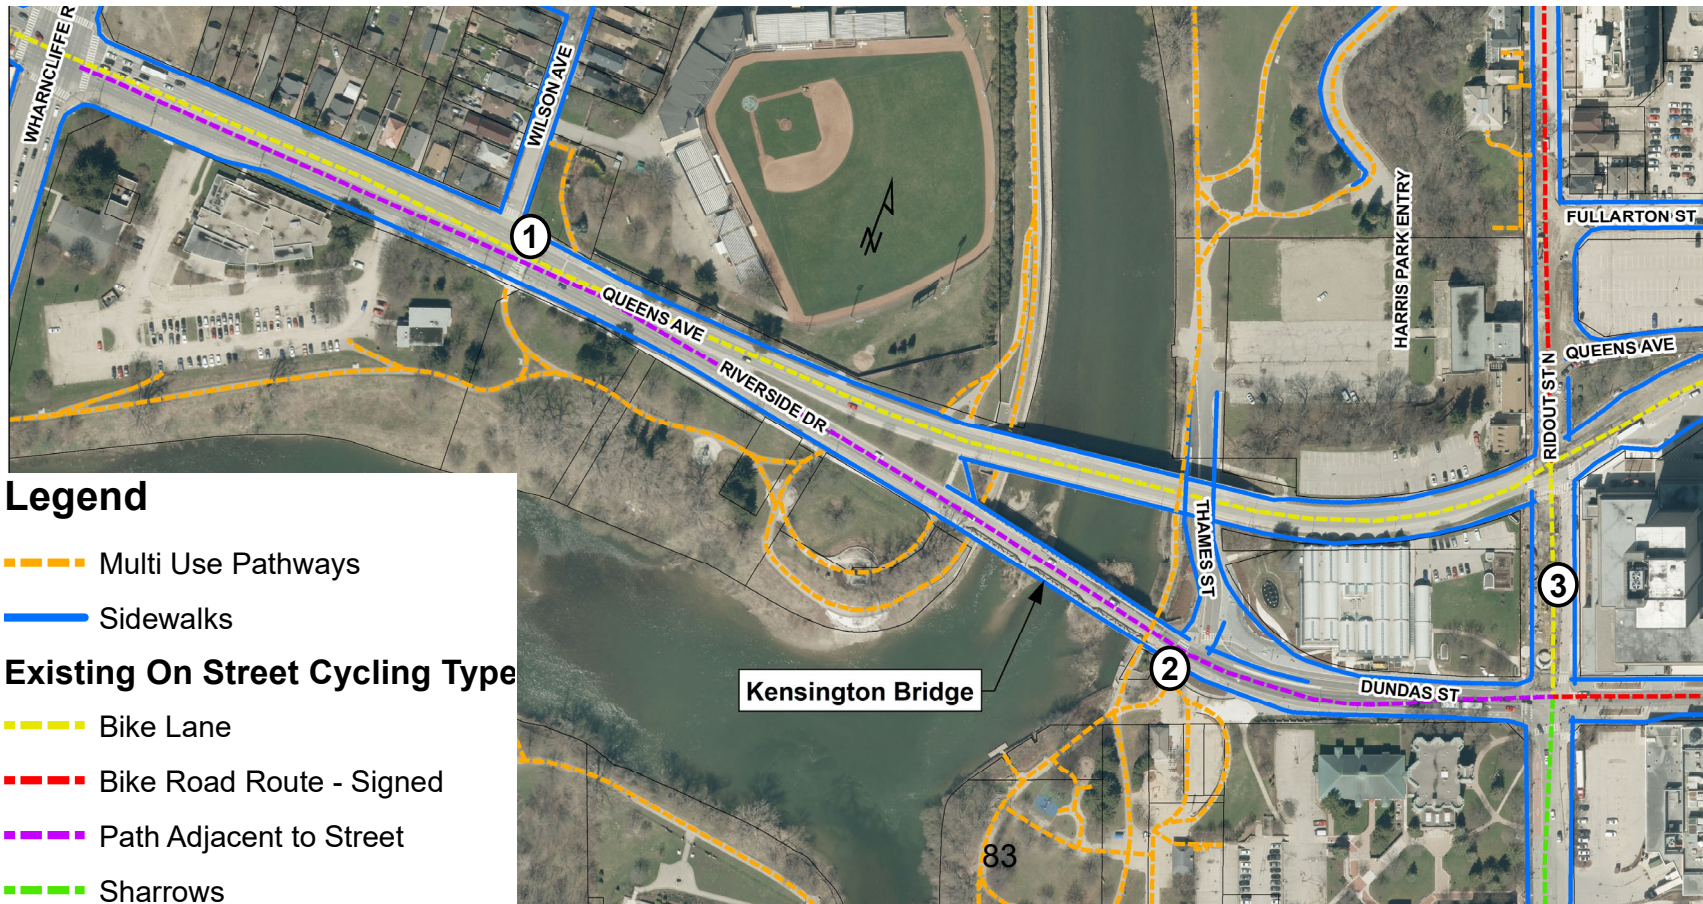 WHARNCLIFFE R
WILSON AVE
N
HARRIS PARK ENTRY
FULLARTON ST
1
QUEENS AVE
RIVERSIDE DR
QUEENS AVE
RIDOUT ST N
THAMES ST
3
2
Kensington Bridge
DUNDAS ST
83
Legend
Multi Use Pathways
Sidewalks
Existing On Street Cycling Type
Bike Lane
Bike Road Route - Signed
Path Adjacent to Street
Sharrows